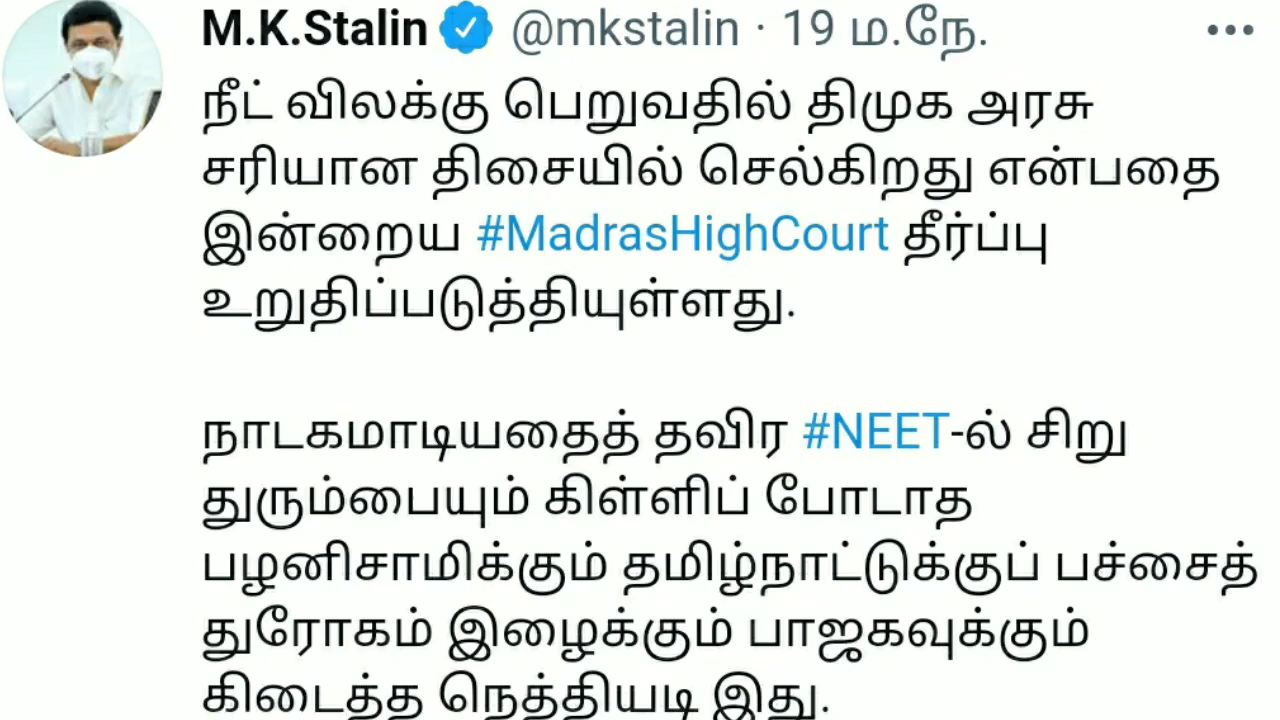 M.K.Stalin @mkstalin · 19 ம.நே.
நீட் விலக்கு பெறுவதில் திமுக அரசு
சரியான திசையில் செல்கிறது என்பதை
இன்றைய #MadrasHighCourt தீர்ப்பு
உறுதிப்படுத்தியுள்ளது.
நாடகமாடியதைத் தவிர #NEET-ல் சிறு
துரும்பையும் கிள்ளிப் போடாத
பழனிசாமிக்கும் தமிழ்நாட்டுக்குப் பச்சைத்
துரோகம் இழைக்கும் பாஜகவுக்கும்
கிடைத்த நெத்தியடி இது.